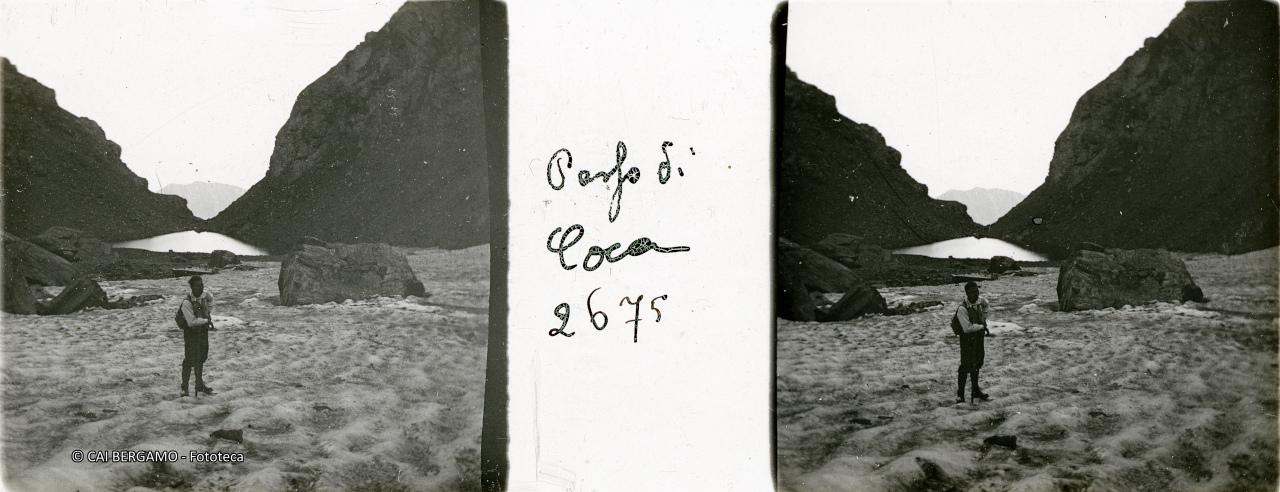 Passo di
Coca
2675
© CAI BERGAMO - Fototeca